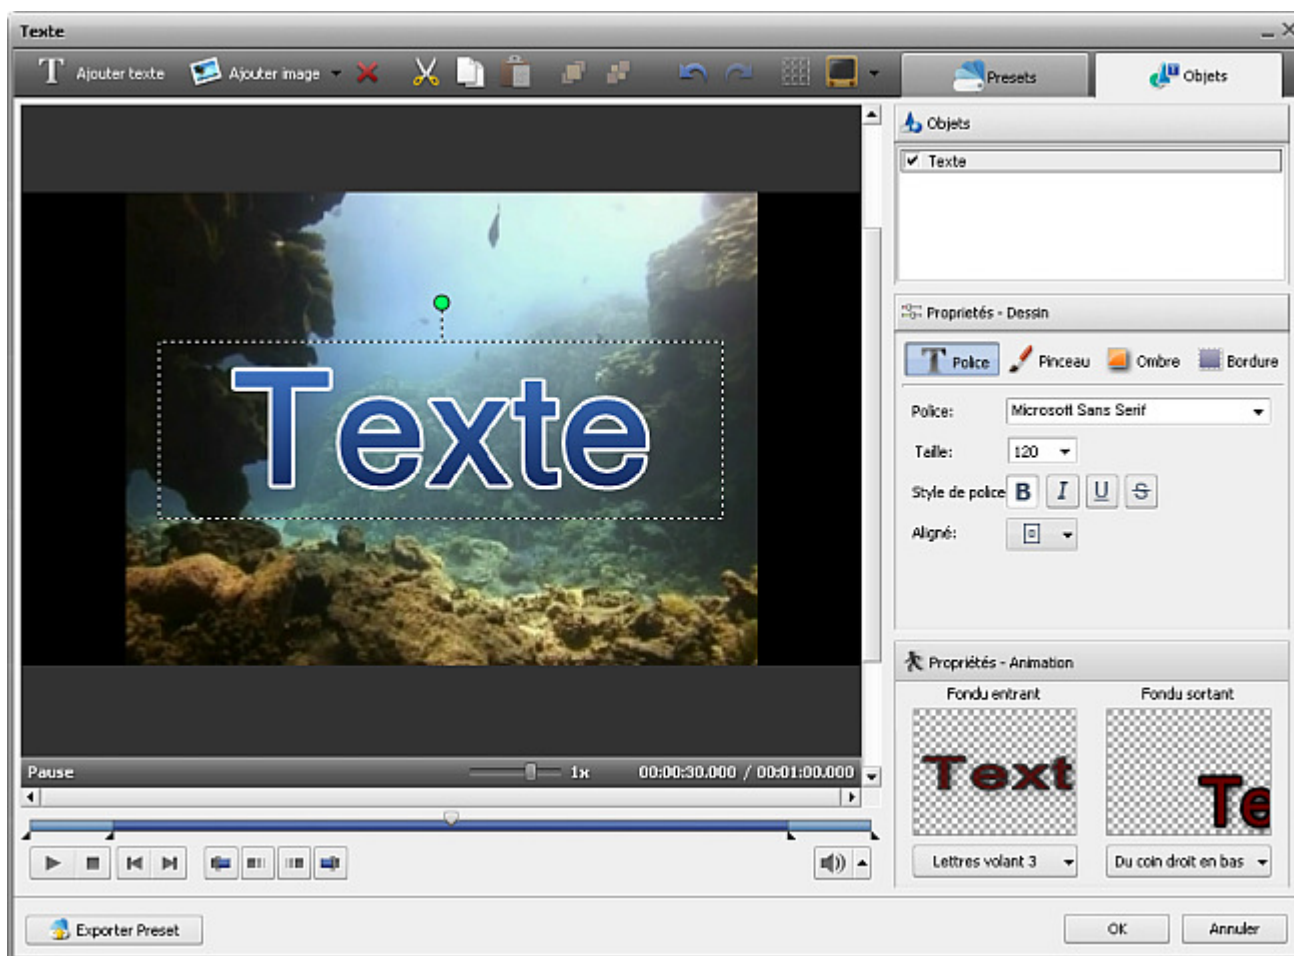 Texte
Ajouter texte
Ajouter image
Presets
Objets
Objets
Texte
Texte
Proprietés - Dessin
Police
Pinceau
Ombre
Bordure
Police:
Microsoft Sans Serif
Taille:
120
Style de police
B I U S
Aligné:
Propriétés - Animation
Fondu entrant
Fondu sortant
Text
Te
Lettres volant 3
Du coin droit en bas
Pause
1x
00:00:30.000 / 00:01:00.000
Exporter Preset
OK
Annuler